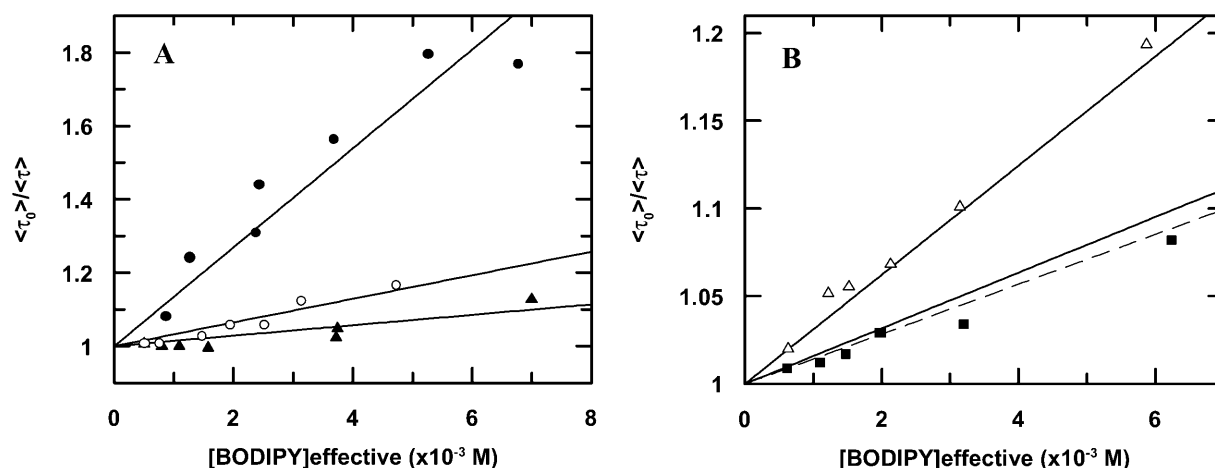 A
1.8
1.6
1.4
1.2
1
<τ0>/<τ>
0 2 4 6 8
[BODIPY]effective (x10-3 M)
B
1.2
1.15
1.1
1.05
1
<τ0>/<τ>
0 2 4 6
[BODIPY]effective (x10-3 M)